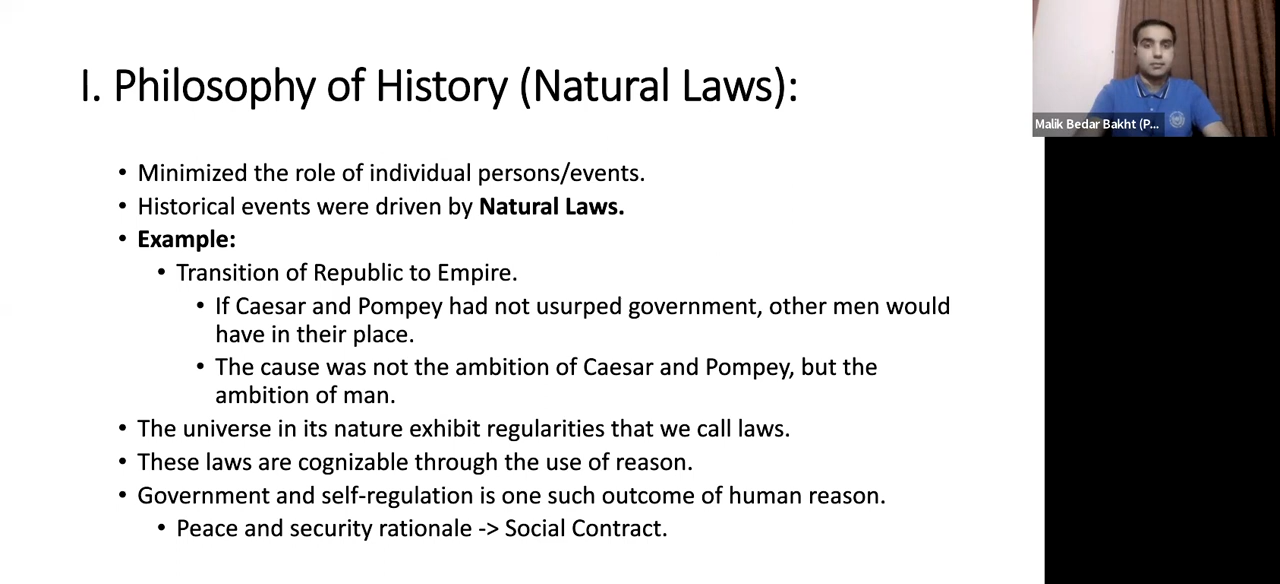 I. Philosophy of History (Natural Laws):
Malik Bedar Bakht (P...
• Minimized the role of individual persons/events.
• Historical events were driven by Natural Laws.
• Example:
• Transition of Republic to Empire.
• If Caesar and Pompey had not usurped government, other men would
have in their place.
• The cause was not the ambition of Caesar and Pompey, but the
ambition of man.
• The universe in its nature exhibit regularities that we call laws.
• These laws are cognizable through the use of reason.
• Government and self-regulation is one such outcome of human reason.
• Peace and security rationale -> Social Contract.